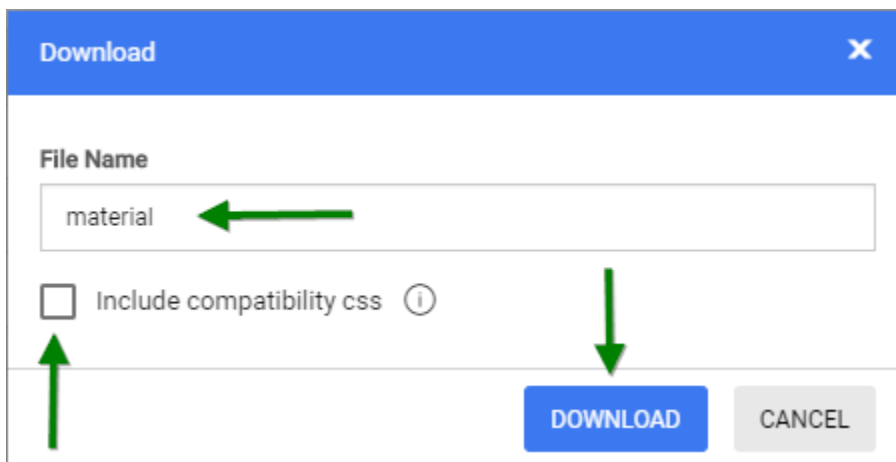 Download
File Name
material
Include compatibility css
DOWNLOAD CANCEL